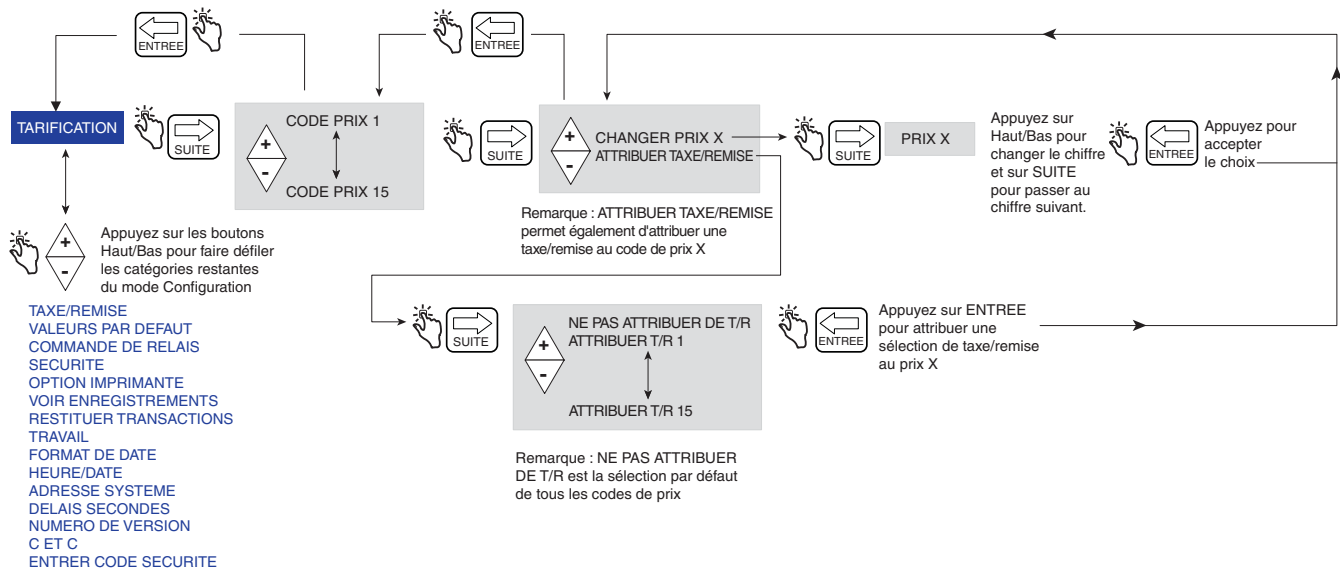 ENTREE
ENTREE
TARIFICATION
SUITE
CODE PRIX 1
+
-
CODE PRIX 15
SUITE
+
-
CHANGER PRIX X
ATTRIBUER TAXE/REMISE
SUITE
PRIX X
Appuyez sur
Haut/Bas pour
changer le chiffre
et sur SUITE
pour passer au
chiffre suivant.
ENTREE
Appuyez pour
accepter
le choix
Remarque : ATTRIBUER TAXE/REMISE
permet également d'attribuer une
taxe/remise au code de prix X
+
-
Appuyez sur les boutons
Haut/Bas pour faire défiler
les catégories restantes
du mode Configuration
TAXE/REMISE
VALEURS PAR DEFAUT
COMMANDE DE RELAIS
SECURITE
OPTION IMPRIMANTE
VOIR ENREGISTREMENTS
RESTITUER TRANSACTIONS
TRAVAIL
FORMAT DE DATE
HEURE/DATE
ADRESSE SYSTEME
DELAIS SECONDES
NUMERO DE VERSION
C ET C
ENTRER CODE SECURITE
SUITE
+
-
NE PAS ATTRIBUER DE T/R
ATTRIBUER T/R 1
ATTRIBUER T/R 15
ENTREE
Appuyez sur ENTREE
pour attribuer une
sélection de taxe/remise
au prix X
Remarque : NE PAS ATTRIBUER
DE T/R est la sélection par défaut
de tous les codes de prix